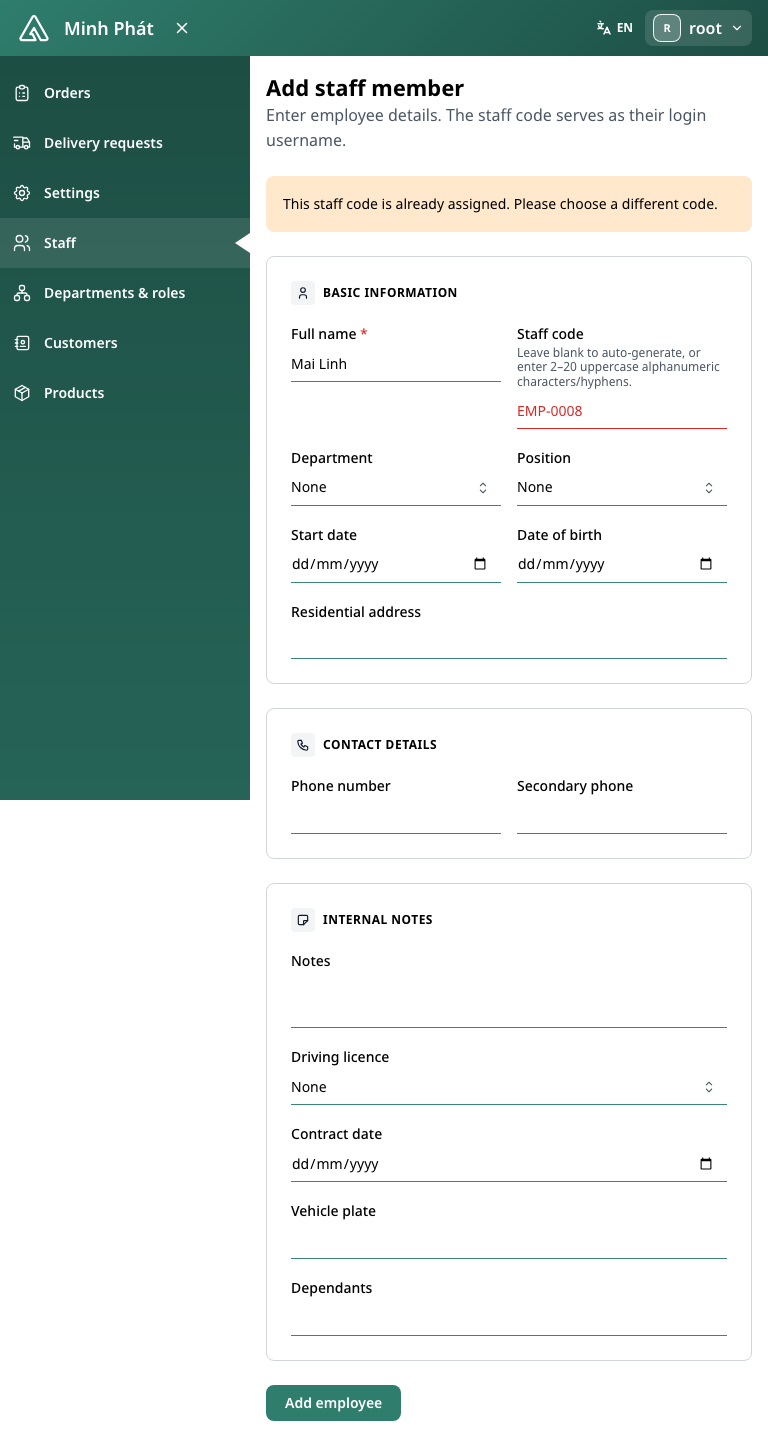 Minh Phát
EN
R
root
Orders
Delivery requests
Settings
Staff
Departments & roles
Customers
Products
Add staff member
Enter employee details. The staff code serves as their login
username.
This staff code is already assigned. Please choose a different code.
BASIC INFORMATION
Full name *
Mai Linh
Staff code
Leave blank to auto-generate, or
enter 2–20 uppercase alphanumeric
characters/hyphens.
EMP-0008
Department
None
Position
None
Start date
dd/mm/yyyy
Date of birth
dd/mm/yyyy
Residential address
CONTACT DETAILS
Phone number
Secondary phone
INTERNAL NOTES
Notes
Driving licence
None
Contract date
dd/mm/yyyy
Vehicle plate
Dependants
Add employee